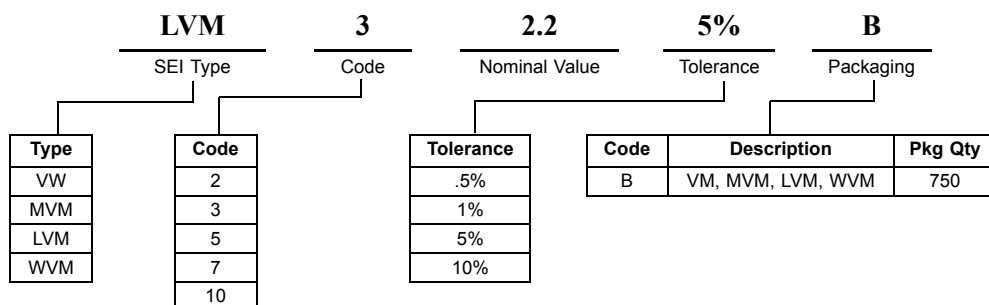 LVM 3 2.2 5% B
SEI Type Code Nominal Value Tolerance Packaging
Type Code Tolerance Code Description Pkg Qty
VW 2 .5% B VM, MVM, LVM, WVM 750
MVM 3 1%
LVM 5 5%
WVM 7 10%
10